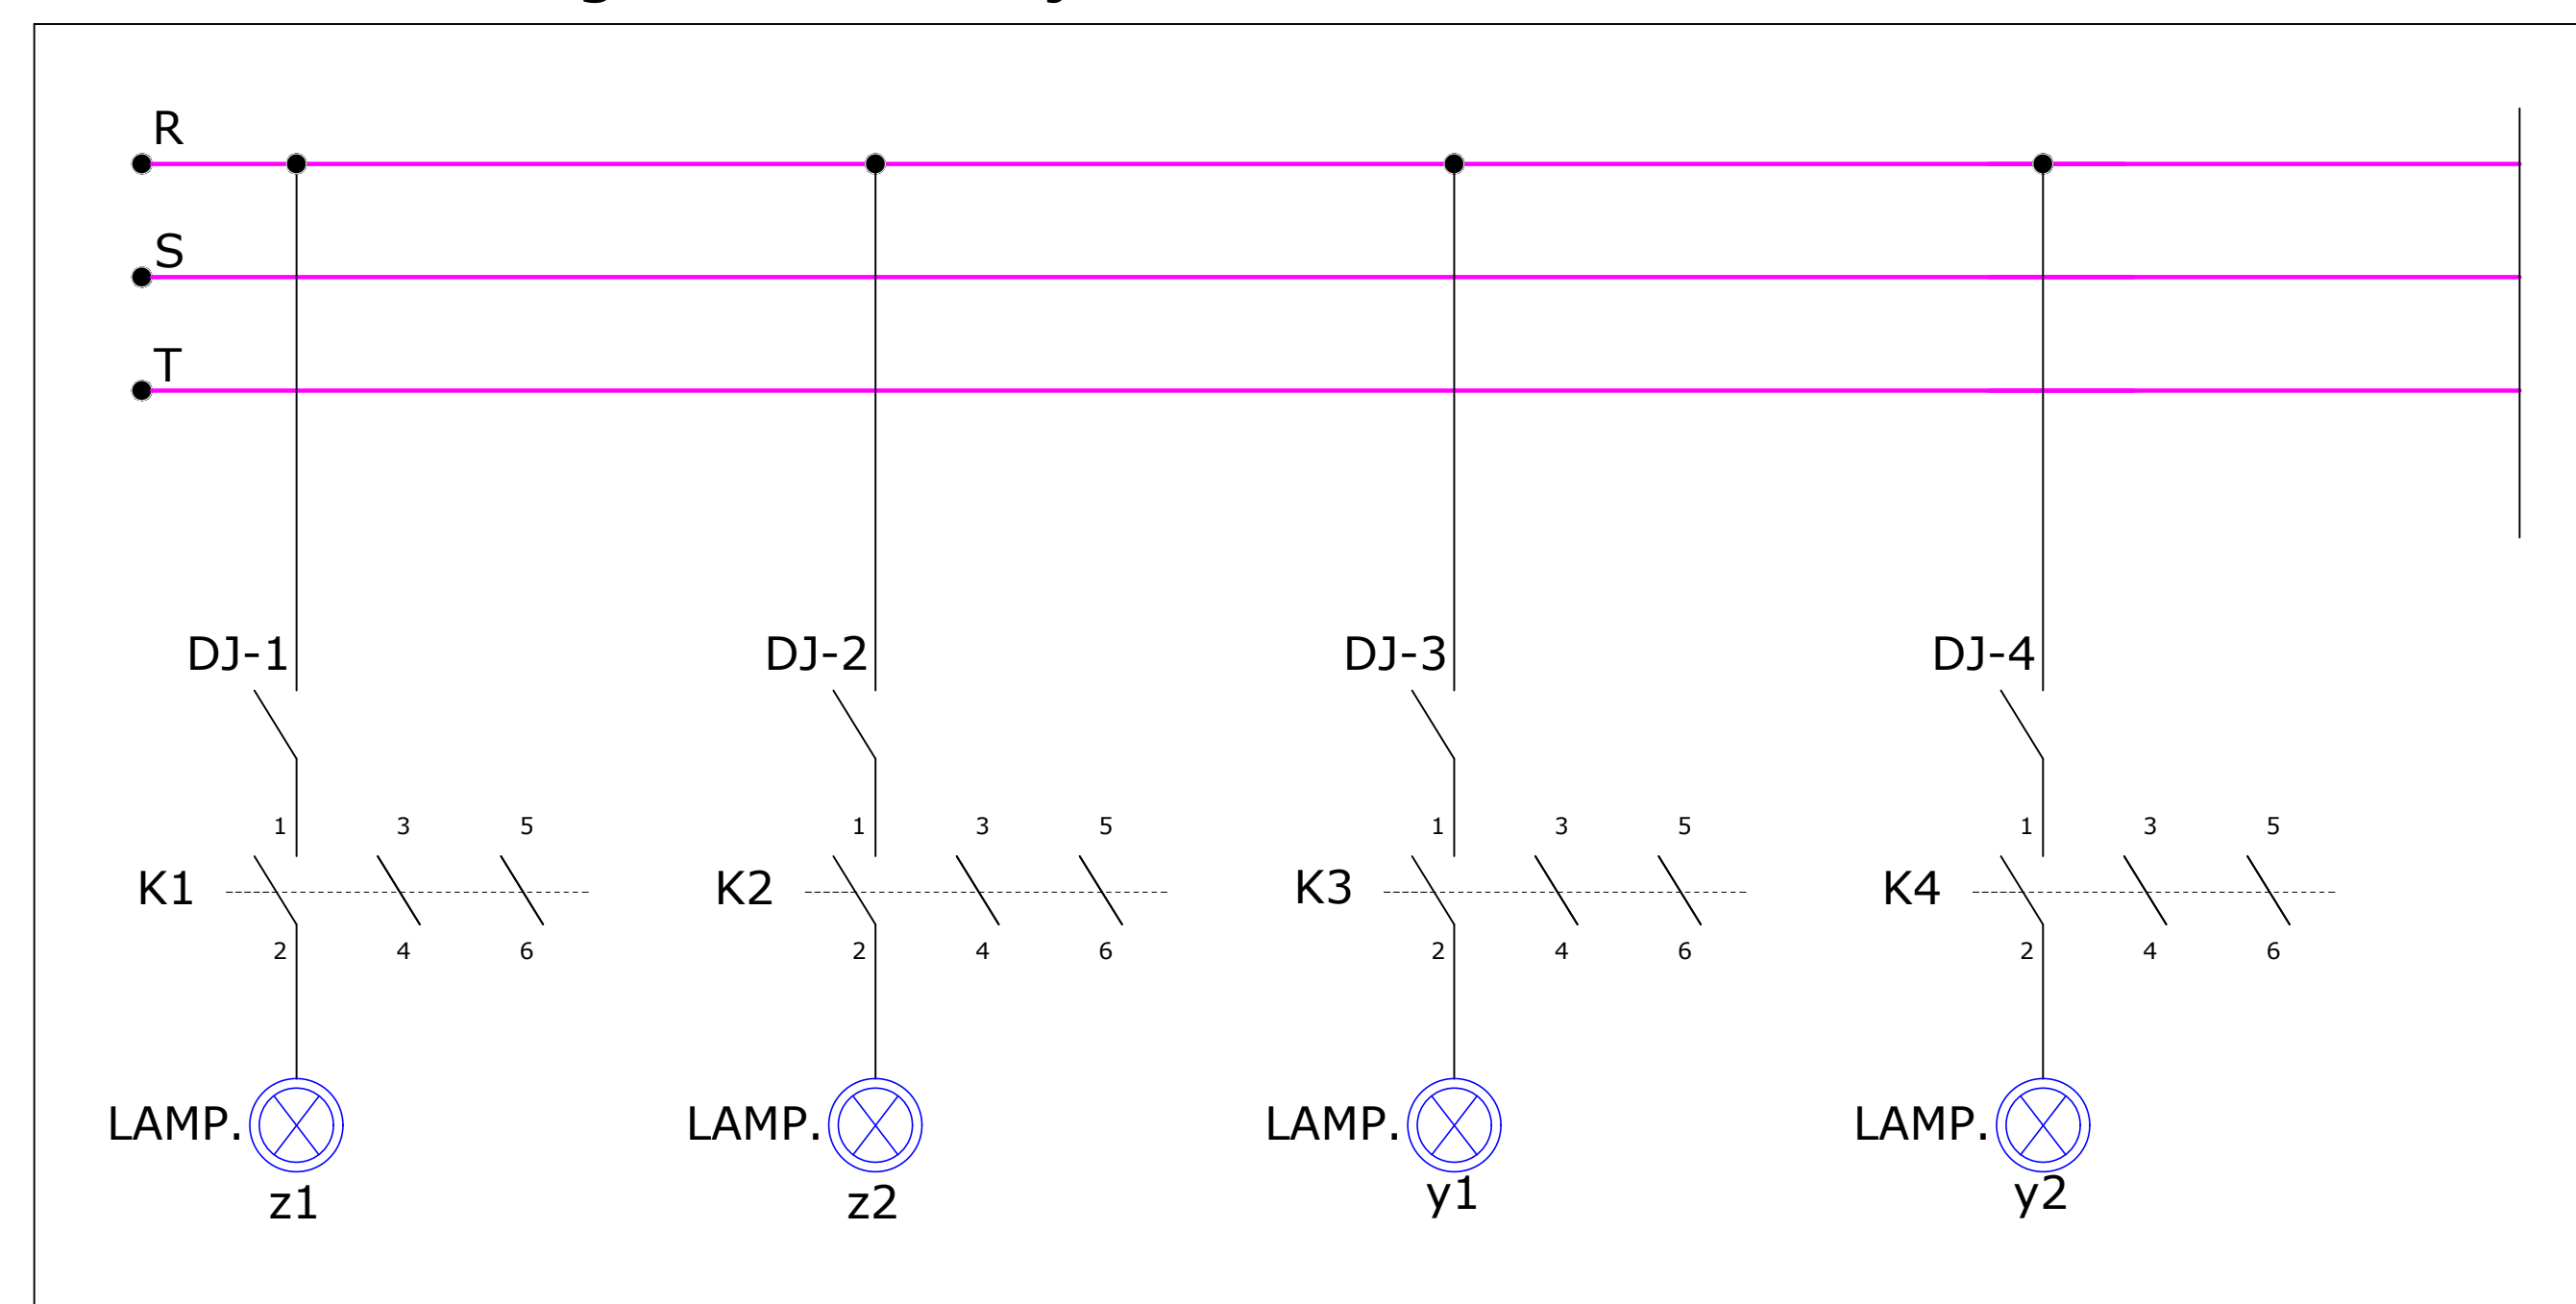 R
S
T
DJ-1 DJ-2 DJ-3 DJ-4
1 3 5 1 3 5 1 3 5 1 3 5
K1 K2 K3 K4
2 4 6 2 4 6 2 4 6 2 4 6
LAMP. LAMP. LAMP. LAMP.
z1 z2 y1 y2